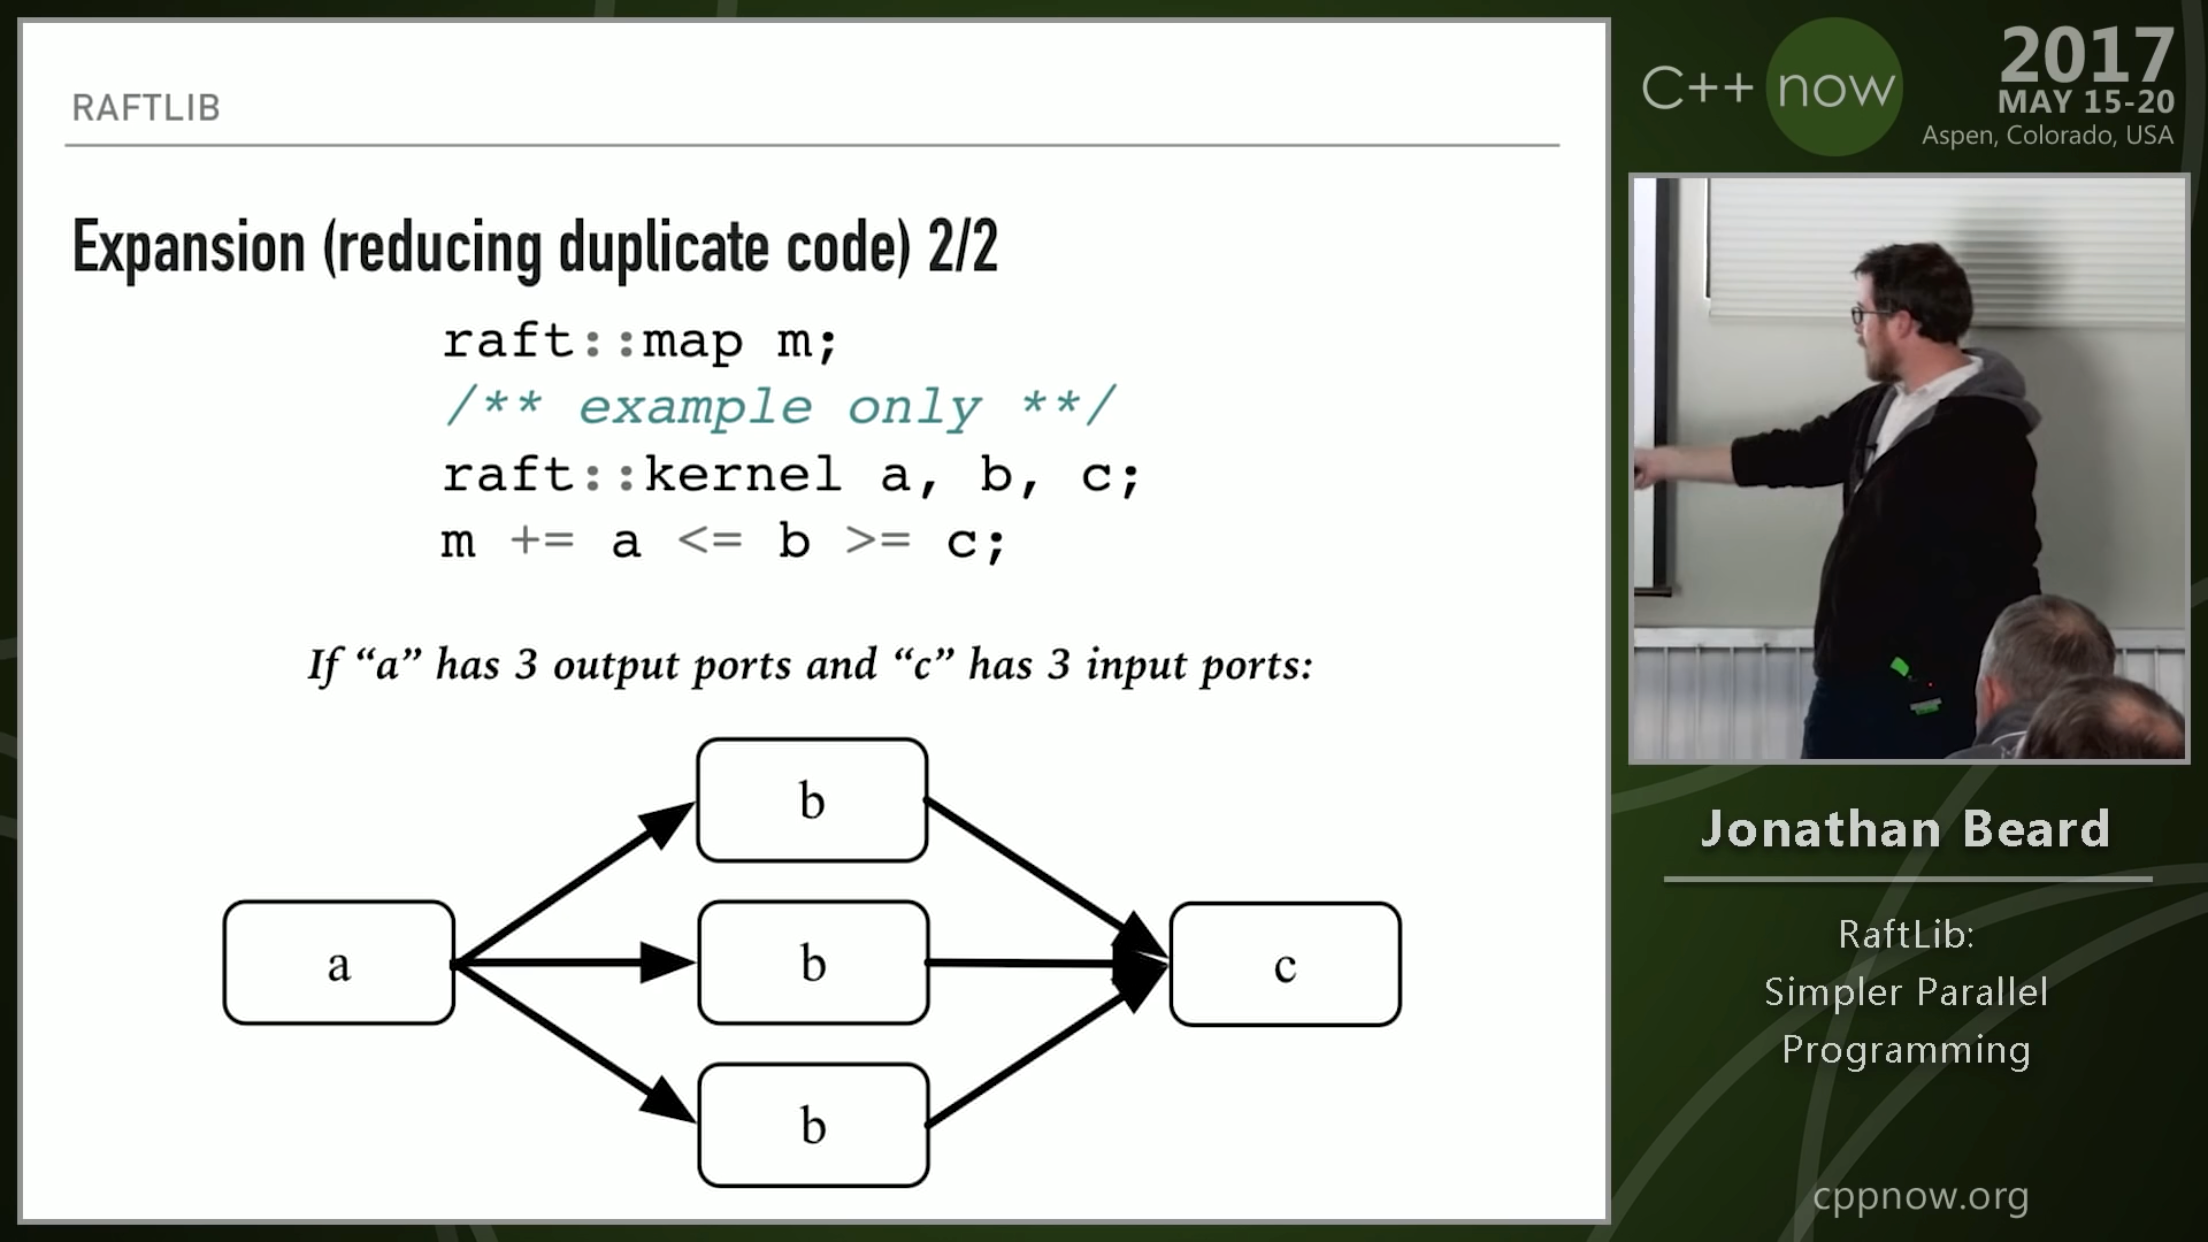 RAFTLIB
Expansion (reducing duplicate code) 2/2
raft::map m;
/** example only **/
raft::kernel a, b, c;
m += a <= b >= c;
If “a” has 3 output ports and “c” has 3 input ports:
b
a
b
c
b
C++ now
2017
MAY 15-20
Aspen, Colorado, USA
Jonathan Beard
RaftLib:
Simpler Parallel
Programming
cppnow.org